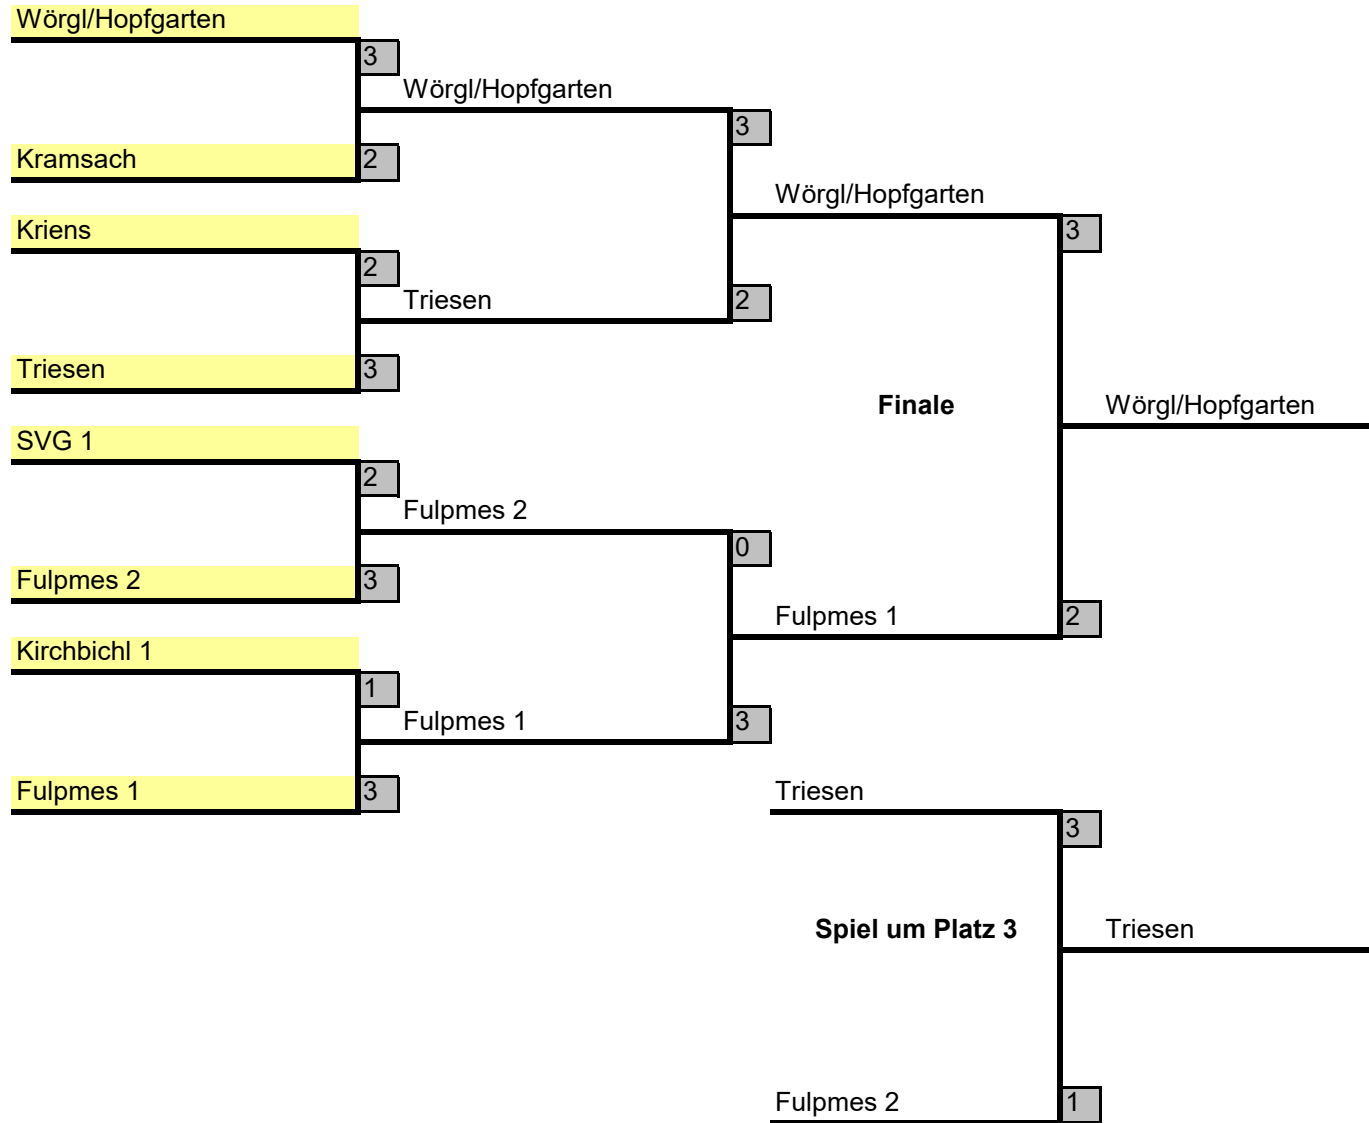 Wörgl/Hopfgarten
3
Wörgl/Hopfgarten
3
Kramsach
2
Wörgl/Hopfgarten
Kriens
3
2
Triesen
2
Triesen
3
Finale
Wörgl/Hopfgarten
SVG 1
2
Fulpmes 2
0
Fulpmes 2
3
Fulpmes 1
2
Kirchbichl 1
1
Fulpmes 1
3
Fulpmes 1
3
Triesen
3
Spiel um Platz 3
Triesen
Fulpmes 2
1